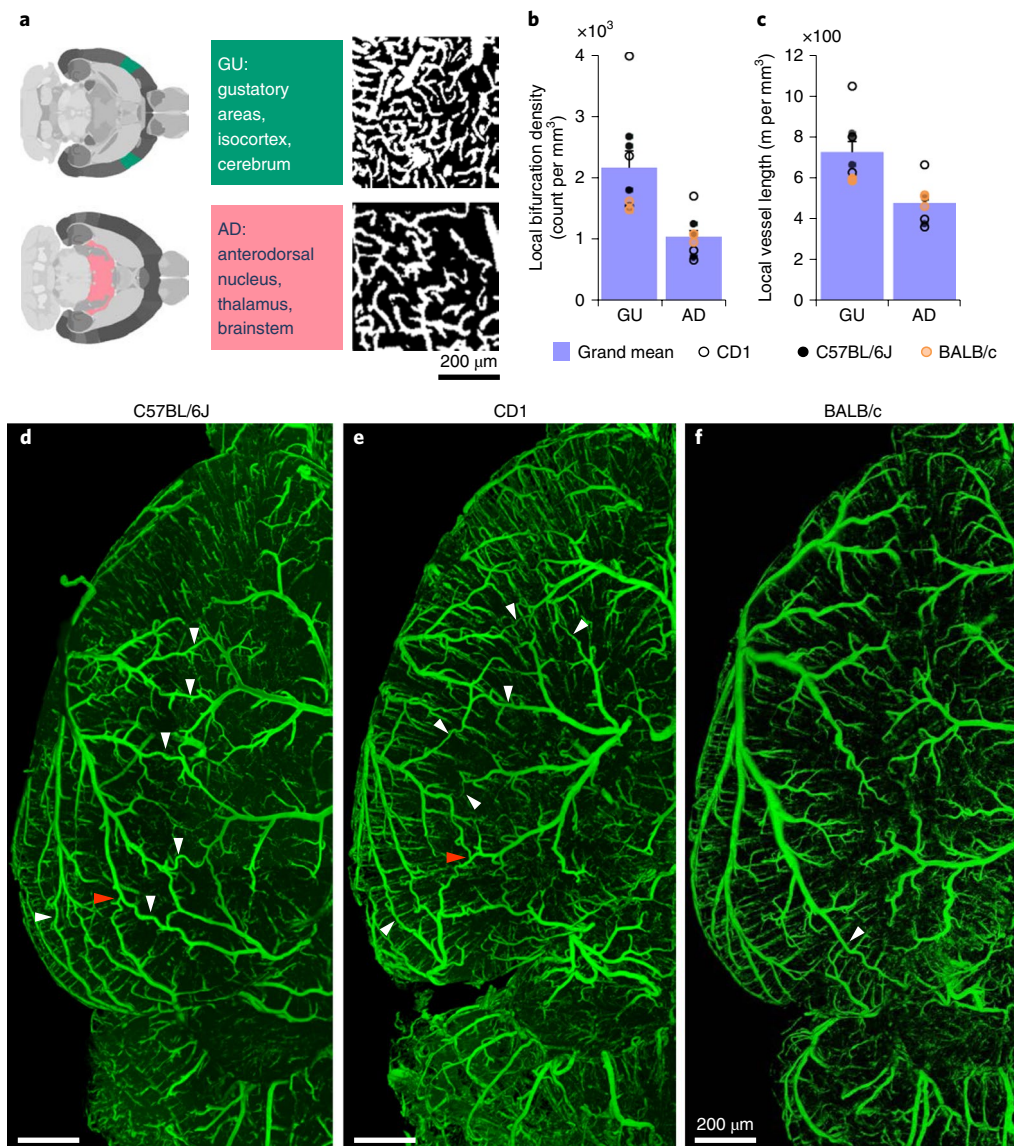 a
GU:
gustatory
areas,
isocortex,
cerebrum
AD:
anterodorsal
nucleus,
thalamus,
brainstem
200 μm
b
×10³
Local bifurcation density
(count per mm³)
4
3
2
1
0
GU AD
c
×100
Local vessel length (m per mm³)
12
10
8
6
4
2
0
GU AD
Grand mean CD1 C57BL/6J BALB/c
C57BL/6J CD1 BALB/c
d e f
200 μm